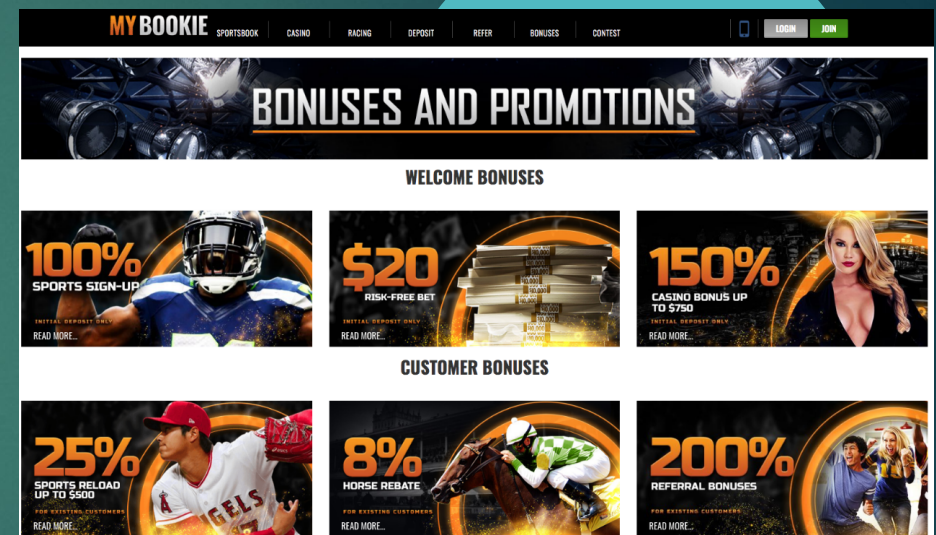 MY BOOKIE SPORTSBOOK CASINO RACING DEPOSIT REFER BONUSES CONTEST LOGIN JOIN
BONUSES AND PROMOTIONS
WELCOME BONUSES
100%
SPORTS SIGN-UP
INITIAL DEPOSIT ONLY
READ MORE...
$20
RISK-FREE BET
INITIAL DEPOSIT ONLY
READ MORE...
150%
CASINO BONUS UP
TO $750
INITIAL DEPOSIT ONLY
READ MORE...
CUSTOMER BONUSES
25%
SPORTS RELOAD
UP TO $500
FOR EXISTING CUSTOMERS
READ MORE...
8%
HORSE REBATE
FOR EXISTING CUSTOMERS
READ MORE...
200%
REFERRAL BONUSES
FOR EXISTING CUSTOMERS
READ MORE...